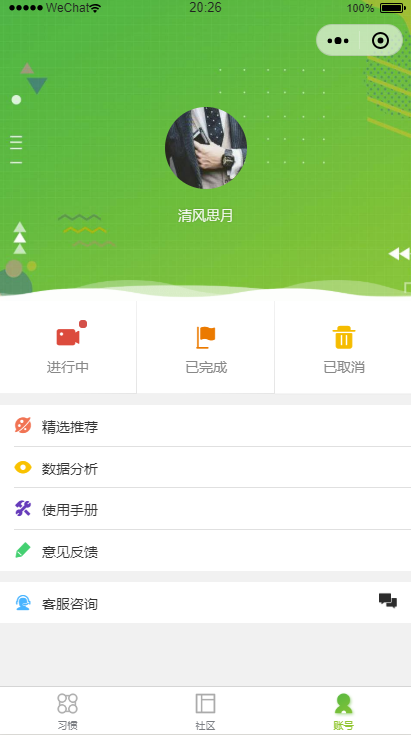 WeChat
20:26
100%
清风思月
进行中
已完成
已取消
精选推荐
数据分析
使用手册
意见反馈
客服咨询
习惯
社区
账号